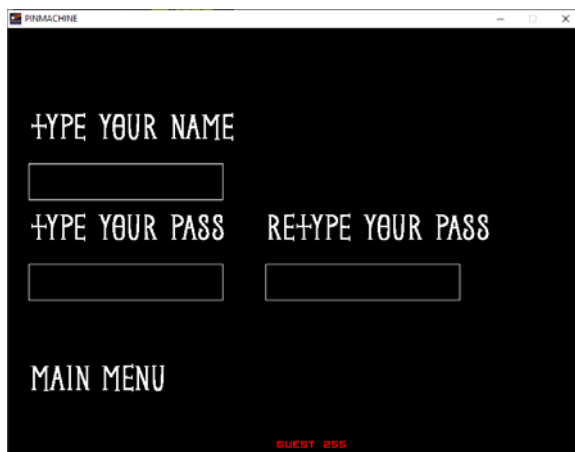 PINMACHINE
TYPE YOUR NAME
TYPE YOUR PASS RETYPE YOUR PASS
MAIN MENU
GUEST 255